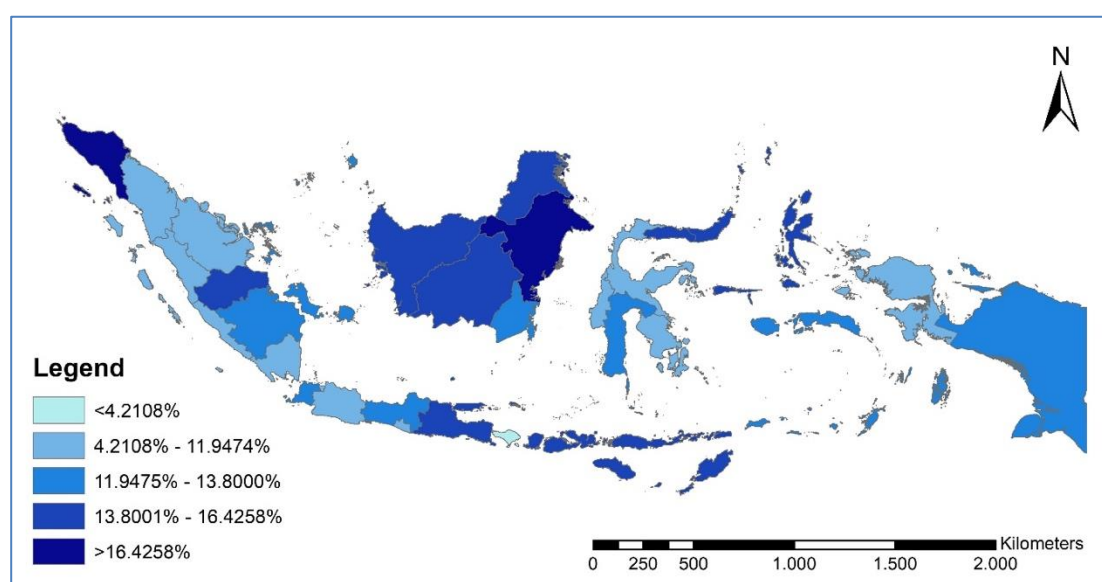 N
Legend
<4.2108%
4.2108% - 11.9474%
11.9475% - 13.8000%
13.8001% - 16.4258%
>16.4258%
Kilometers
0 250 500 1.000 1.500 2.000